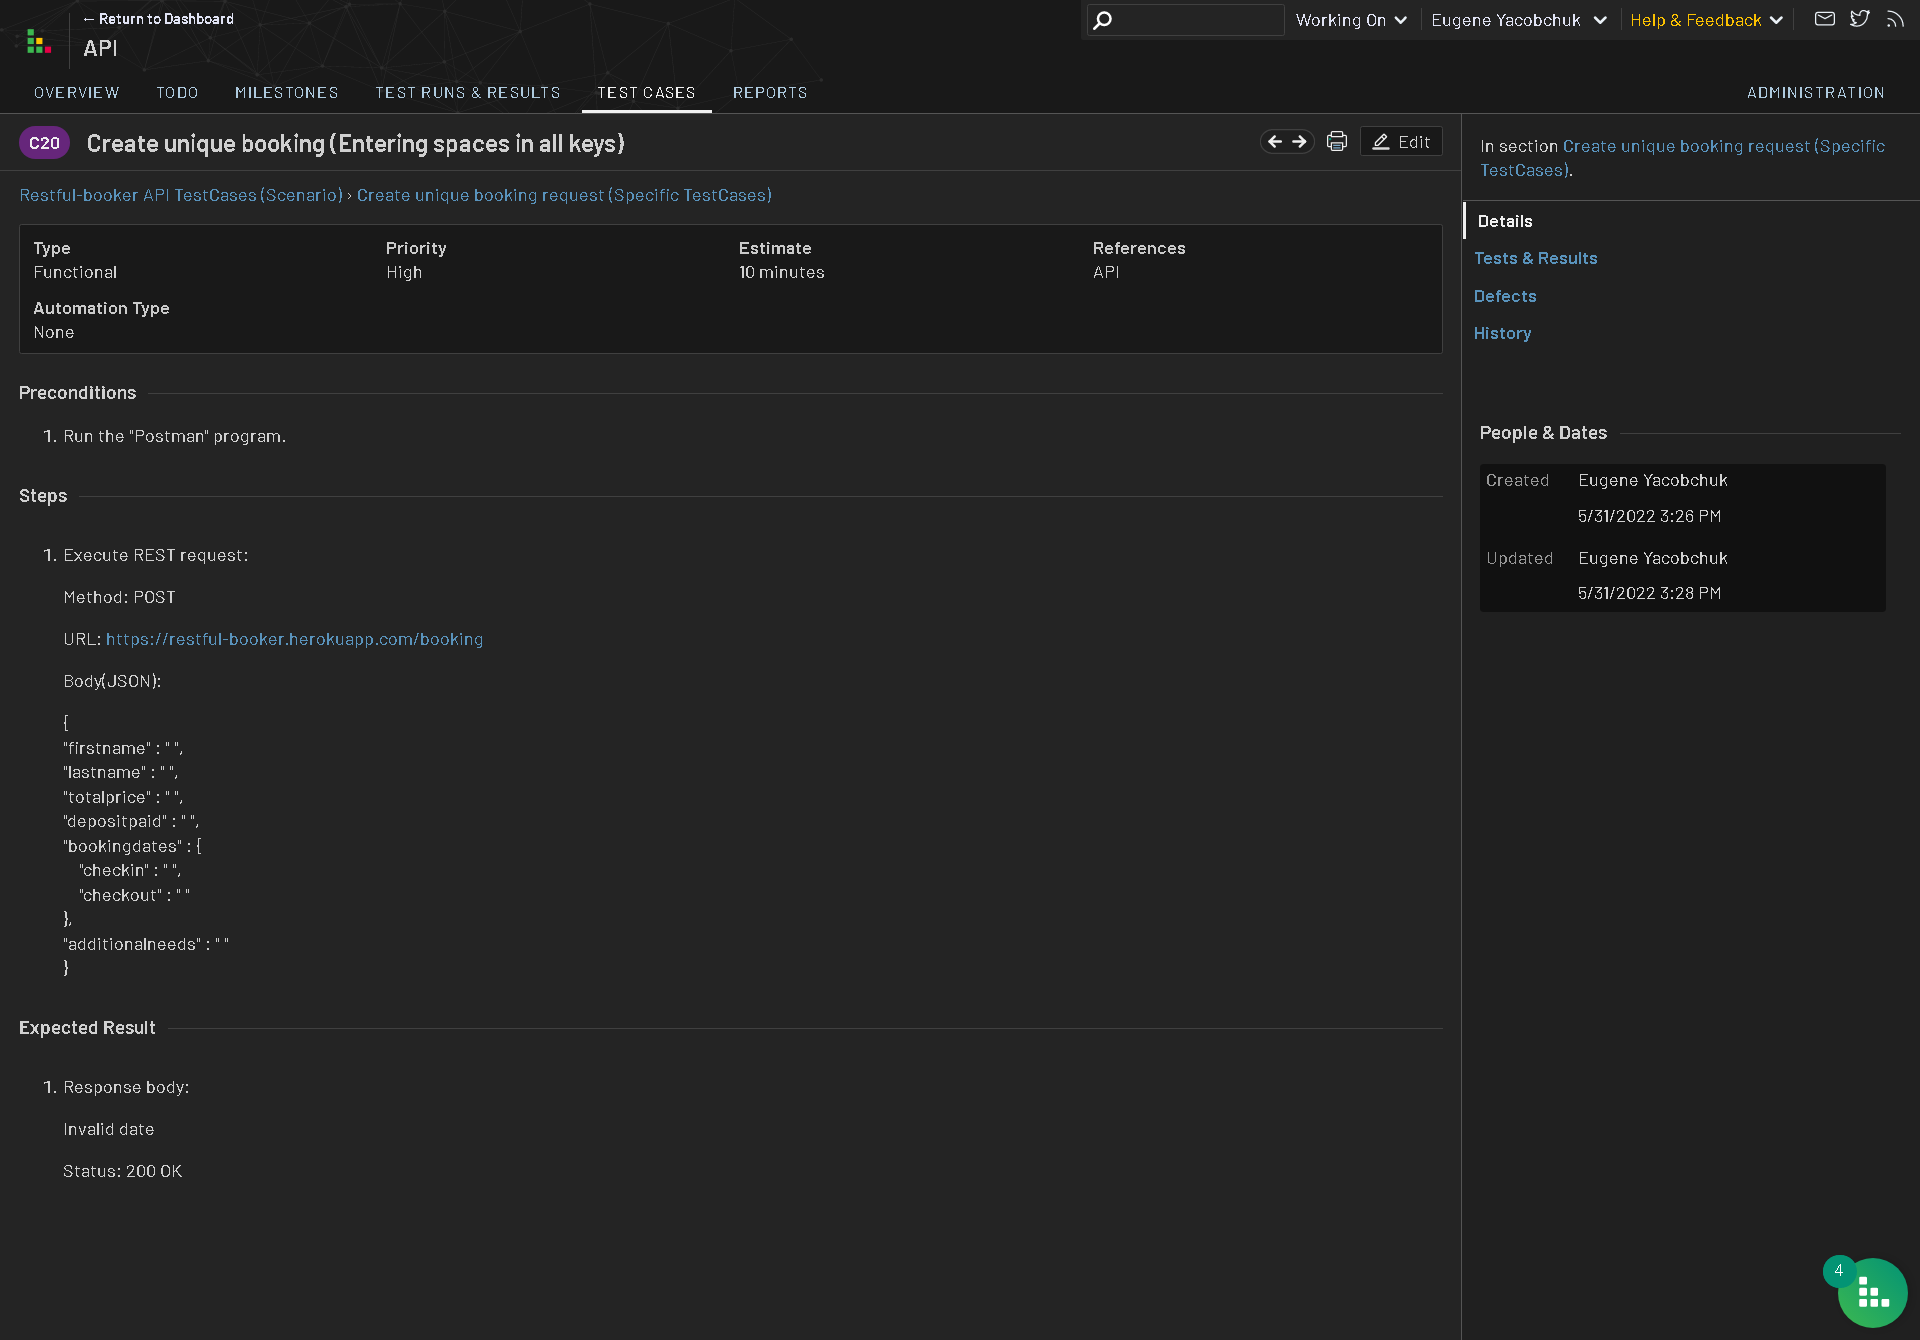 ← Return to Dashboard
API
Working On
Eugene Yacobchuk
Help & Feedback
OVERVIEW
TODO
MILESTONES
TEST RUNS & RESULTS
TEST CASES
REPORTS
ADMINISTRATION
C20
Create unique booking (Entering spaces in all keys)
Edit
Restful-booker API TestCases (Scenario) › Create unique booking request (Specific TestCases)
Type
Functional
Priority
High
Estimate
10 minutes
References
API
Automation Type
None
Preconditions
1. Run the "Postman" program.
Steps
1. Execute REST request:
Method: POST
URL: https://restful-booker.herokuapp.com/booking
Body(JSON):
{
"firstname" : " ",
"lastname" : " ",
"totalprice" : " ",
"depositpaid" : " ",
"bookingdates" : {
"checkin" : " ",
"checkout" : " "
},
"additionalneeds" : " "
}
Expected Result
1. Response body:
Invalid date
Status: 200 OK
In section Create unique booking request (Specific
TestCases).
Details
Tests & Results
Defects
History
People & Dates
Created
Eugene Yacobchuk
5/31/2022 3:26 PM
Updated
Eugene Yacobchuk
5/31/2022 3:28 PM
4